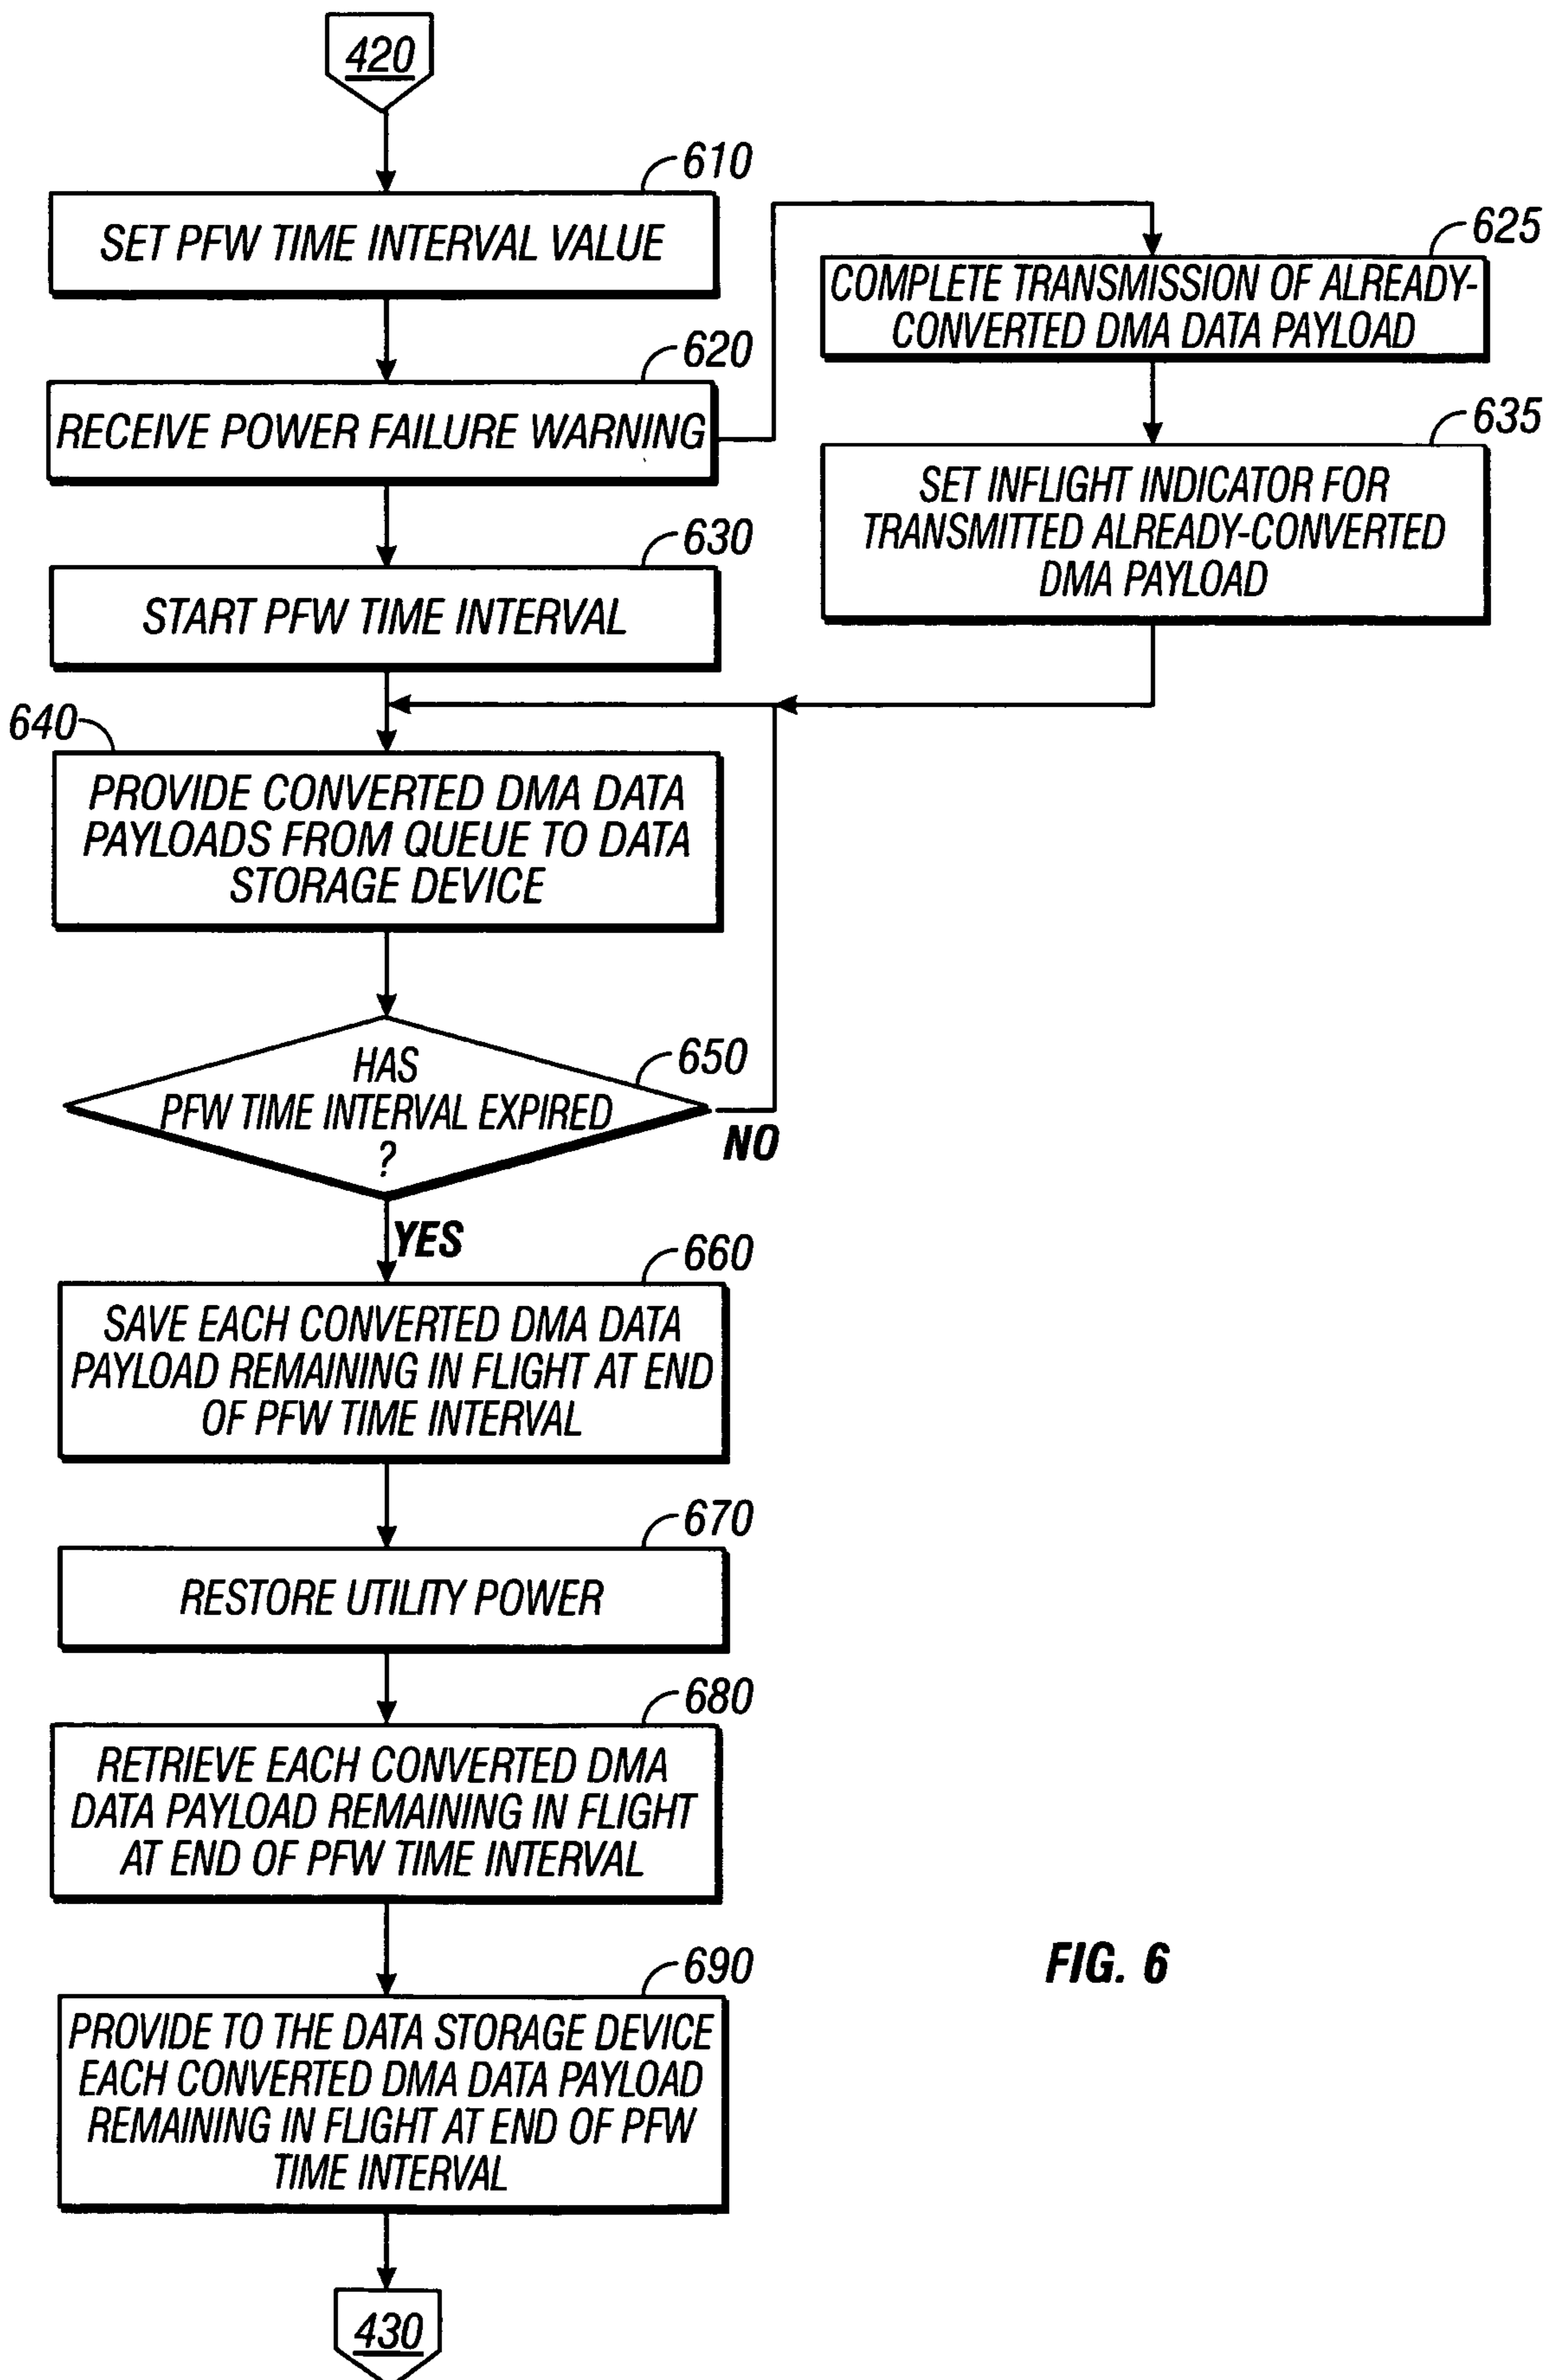 420
610
SET PFW TIME INTERVAL VALUE
620
RECEIVE POWER FAILURE WARNING
625
COMPLETE TRANSMISSION OF ALREADY-
CONVERTED DMA DATA PAYLOAD
635
SET INFLIGHT INDICATOR FOR
TRANSMITTED ALREADY-CONVERTED
DMA PAYLOAD
630
START PFW TIME INTERVAL
640
PROVIDE CONVERTED DMA DATA
PAYLOADS FROM QUEUE TO DATA
STORAGE DEVICE
650
HAS
PFW TIME INTERVAL EXPIRED
?
NO
YES
660
SAVE EACH CONVERTED DMA DATA
PAYLOAD REMAINING IN FLIGHT AT END
OF PFW TIME INTERVAL
670
RESTORE UTILITY POWER
680
RETRIEVE EACH CONVERTED DMA
DATA PAYLOAD REMAINING IN FLIGHT
AT END OF PFW TIME INTERVAL
690
PROVIDE TO THE DATA STORAGE DEVICE
EACH CONVERTED DMA DATA PAYLOAD
REMAINING IN FLIGHT AT END OF PFW
TIME INTERVAL
430
FIG. 6